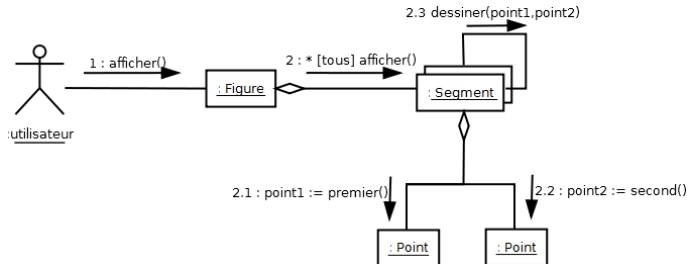 2.3 dessiner(point1,point2)
1 : afficher()
2 : * [tous] afficher()
: Figure
: Segment
:utilisateur
2.1 : point1 := premier()
2.2 : point2 := second()
: Point
: Point